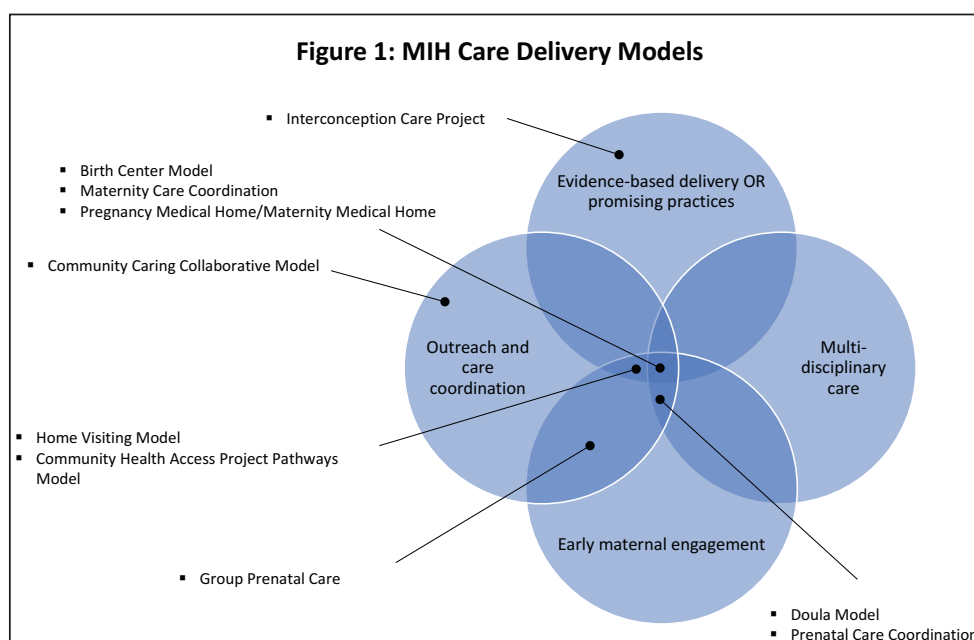 Figure 1: MIH Care Delivery Models
▪ Interconception Care Project
▪ Birth Center Model
▪ Maternity Care Coordination
▪ Pregnancy Medical Home/Maternity Medical Home
Evidence-based delivery OR
promising practices
▪ Community Caring Collaborative Model
Outreach and
care
coordination
Multi-
disciplinary
care
▪ Home Visiting Model
▪ Community Health Access Project Pathways
Model
Early maternal engagement
▪ Group Prenatal Care
▪ Doula Model
▪ Prenatal Care Coordination